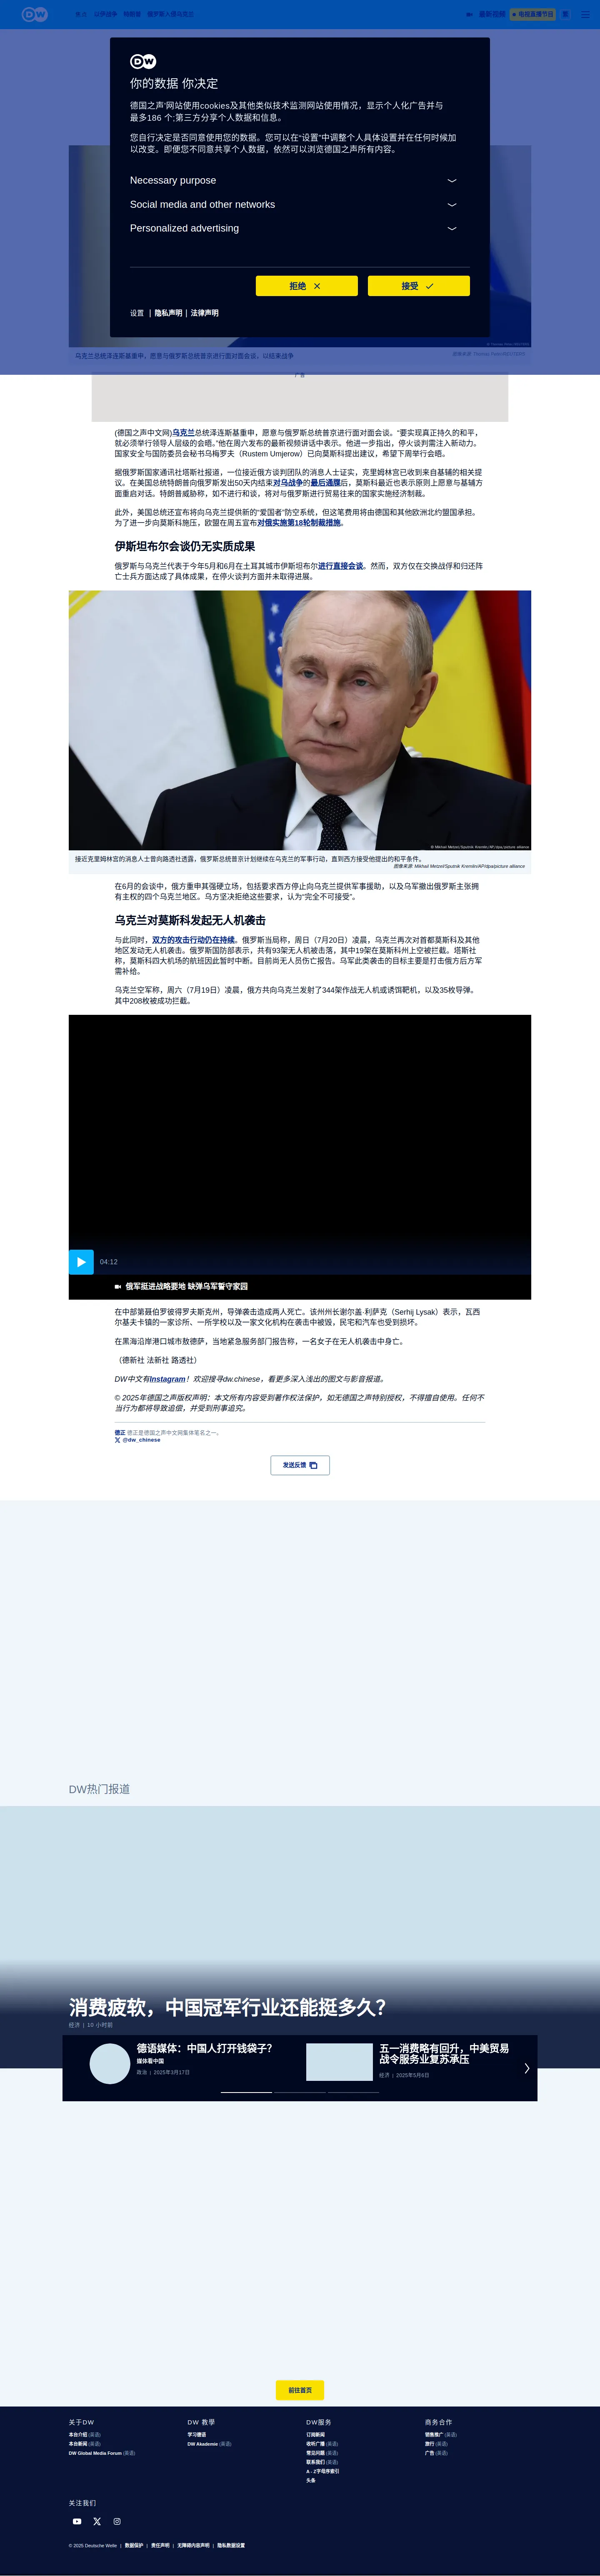 DW
以伊战争 特朗普 俄罗斯入侵乌克兰
最新视频 电视直播节目
DW
你的数据 你决定
德国之声'网站使用cookies及其他类似技术监测网站使用情况，显示个人化广告并与
最多186 个;第三方分享个人数据和信息。
您自行决定是否同意使用您的数据。您可以在“设置”中调整个人具体设置并在任何时候加
以改变。即便您不同意共享个人数据，依然可以浏览德国之声所有内容。
Necessary purpose
Social media and other networks
Personalized advertising
拒绝
接受
设置 | 隐私声明 | 法律声明
乌克兰总统泽连斯基重申，愿意与俄罗斯总统普京进行面对面会谈，以结束战争
广告
(德国之声中文网)乌克兰总统泽连斯基重申，愿意与俄罗斯总统普京进行面对面会谈。“要实现真正持久的和平，
就必须举行领导人层级的会晤。”他在周六发布的最新视频讲话中表示。他进一步指出，停火谈判需注入新动力。
国家安全与国防委员会秘书乌梅罗夫（Rustem Umjerow）已向莫斯科提出建议，希望下周举行会晤。
据俄罗斯国家通讯社塔斯社报道，一位接近俄方谈判团队的消息人士证实，克里姆林宫已收到来自基辅的相关提
议。在美国总统特朗普向俄罗斯发出50天内结束对乌战争的最后通牒后，莫斯科最近也表示原则上愿意与基辅方
面重启对话。特朗普威胁称，如不进行和谈，将对与俄罗斯进行贸易往来的国家实施经济制裁。
此外，美国总统还宣布将向乌克兰提供新的“爱国者”防空系统，但这笔费用将由德国和其他欧洲北约盟国承担。
为了进一步向莫斯科施压，欧盟在周五宣布对俄实施第18轮制裁措施。
伊斯坦布尔会谈仍无实质成果
俄罗斯与乌克兰代表于今年5月和6月在土耳其城市伊斯坦布尔进行直接会谈。然而，双方仅在交换战俘和归还阵
亡士兵方面达成了具体成果，在停火谈判方面并未取得进展。
© Mikhail Metzel/Sputnik Kremlin/AP/dpa/picture alliance
接近克里姆林宫的消息人士曾向路透社透露，俄罗斯总统普京计划继续在乌克兰的军事行动，直到西方接受他提出的和平条件。
图像来源: Mikhail Metzel/Sputnik Kremlin/AP/dpa/picture alliance
在6月的会谈中，俄方重申其强硬立场，包括要求西方停止向乌克兰提供军事援助，以及乌军撤出俄罗斯主张拥
有主权的四个乌克兰地区。乌方坚决拒绝这些要求，认为“完全不可接受”。
乌克兰对莫斯科发起无人机袭击
与此同时，双方的攻击行动仍在持续。俄罗斯当局称，周日（7月20日）凌晨，乌克兰再次对首都莫斯科及其他
地区发动无人机袭击。俄罗斯国防部表示，共有93架无人机被击落，其中19架在莫斯科州上空被拦截。塔斯社
称，莫斯科四大机场的航班因此暂时中断。目前尚无人员伤亡报告。乌军此类袭击的目标主要是打击俄方后方军
需补给。
乌克兰空军称，周六（7月19日）凌晨，俄方共向乌克兰发射了344架作战无人机或诱饵靶机，以及35枚导弹。
其中208枚被成功拦截。
04:12
俄军挺进战略要地 缺弹乌军誓守家园
在中部第聂伯罗彼得罗夫斯克州，导弹袭击造成两人死亡。该州州长谢尔盖·利萨克（Serhij Lysak）表示，瓦西
尔基夫卡镇的一家诊所、一所学校以及一家文化机构在袭击中被毁，民宅和汽车也受到损坏。
在黑海沿岸港口城市敖德萨，当地紧急服务部门报告称，一名女子在无人机袭击中身亡。
（德新社 法新社 路透社）
DW中文有Instagram！欢迎搜寻dw.chinese，看更多深入浅出的图文与影音报道。
© 2025年德国之声版权声明：本文所有内容受到著作权法保护，如无德国之声特别授权，不得擅自使用。任何不
当行为都将导致追偿，并受到刑事追究。
德正 德正是德国之声中文网集体笔名之一。
@dw_chinese
发送反馈
DW热门报道
消费疲软，中国冠军行业还能挺多久？
经济 | 10 小时前
德语媒体：中国人打开钱袋子？
媒体看中国
政治 | 2025年3月17日
五一消费略有回升，中美贸易
战令服务业复苏承压
经济 | 2025年5月6日
前往首页
关于DW
本台介绍 (英语)
本台新闻 (英语)
DW Global Media Forum (英语)
DW 教學
学习德语
DW Akademie (英语)
DW服务
订阅新闻
收听广播 (英语)
常见问题 (英语)
联系我们 (英语)
A - Z字母序索引
头条
商务合作
销售推广 (英语)
旅行 (英语)
广告 (英语)
关注我们
© 2025 Deutsche Welle | 数据保护 | 责任声明 | 无障碍内容声明 | 隐私数据设置